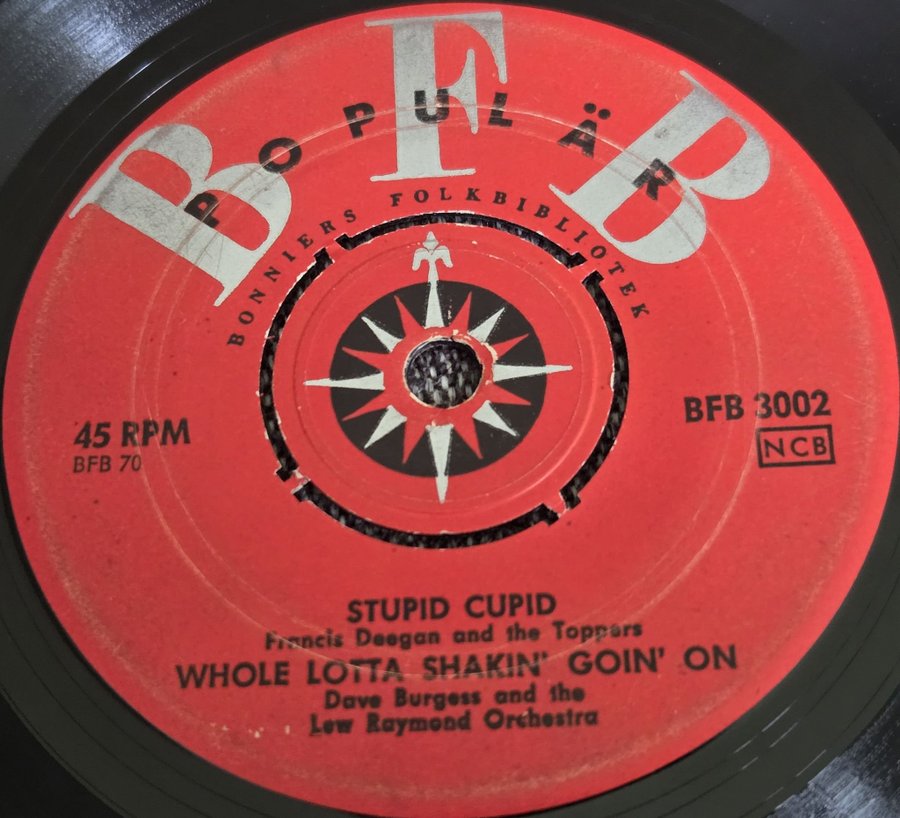 BFB
POPULÄR
BONNIERS FOLKBIBLIOTEK
45 RPM
BFB 70
BFB 3002
NCB
STUPID CUPID
Francis Deegan and the Toppers
WHOLE LOTTA SHAKIN' GOIN' ON
Dave Burgess and the
Lew Raymond Orchestra